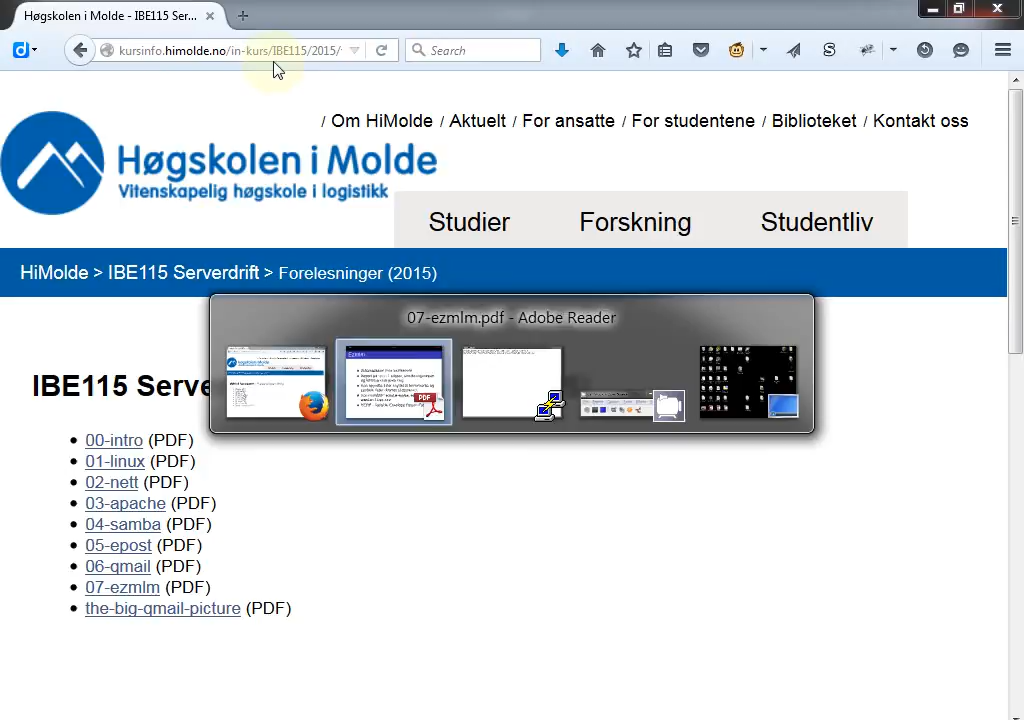 Høgskolen i Molde - IBE115 Ser...
kursinfo.himolde.no/in-kurs/IBE115/2015/
Search
/ Om HiMolde / Aktuelt / For ansatte / For studentene / Biblioteket / Kontakt oss
Høgskolen i Molde
Vitenskapelig høgskole i logistikk
Studier Forskning Studentliv
HiMolde > IBE115 Serverdrift > Forelesninger (2015)
07-ezmlm.pdf - Adobe Reader
Ezmlm
PDF
IBE115 Serve
• 00-intro (PDF)
• 01-linux (PDF)
• 02-nett (PDF)
• 03-apache (PDF)
• 04-samba (PDF)
• 05-epost (PDF)
• 06-qmail (PDF)
• 07-ezmlm (PDF)
• the-big-qmail-picture (PDF)